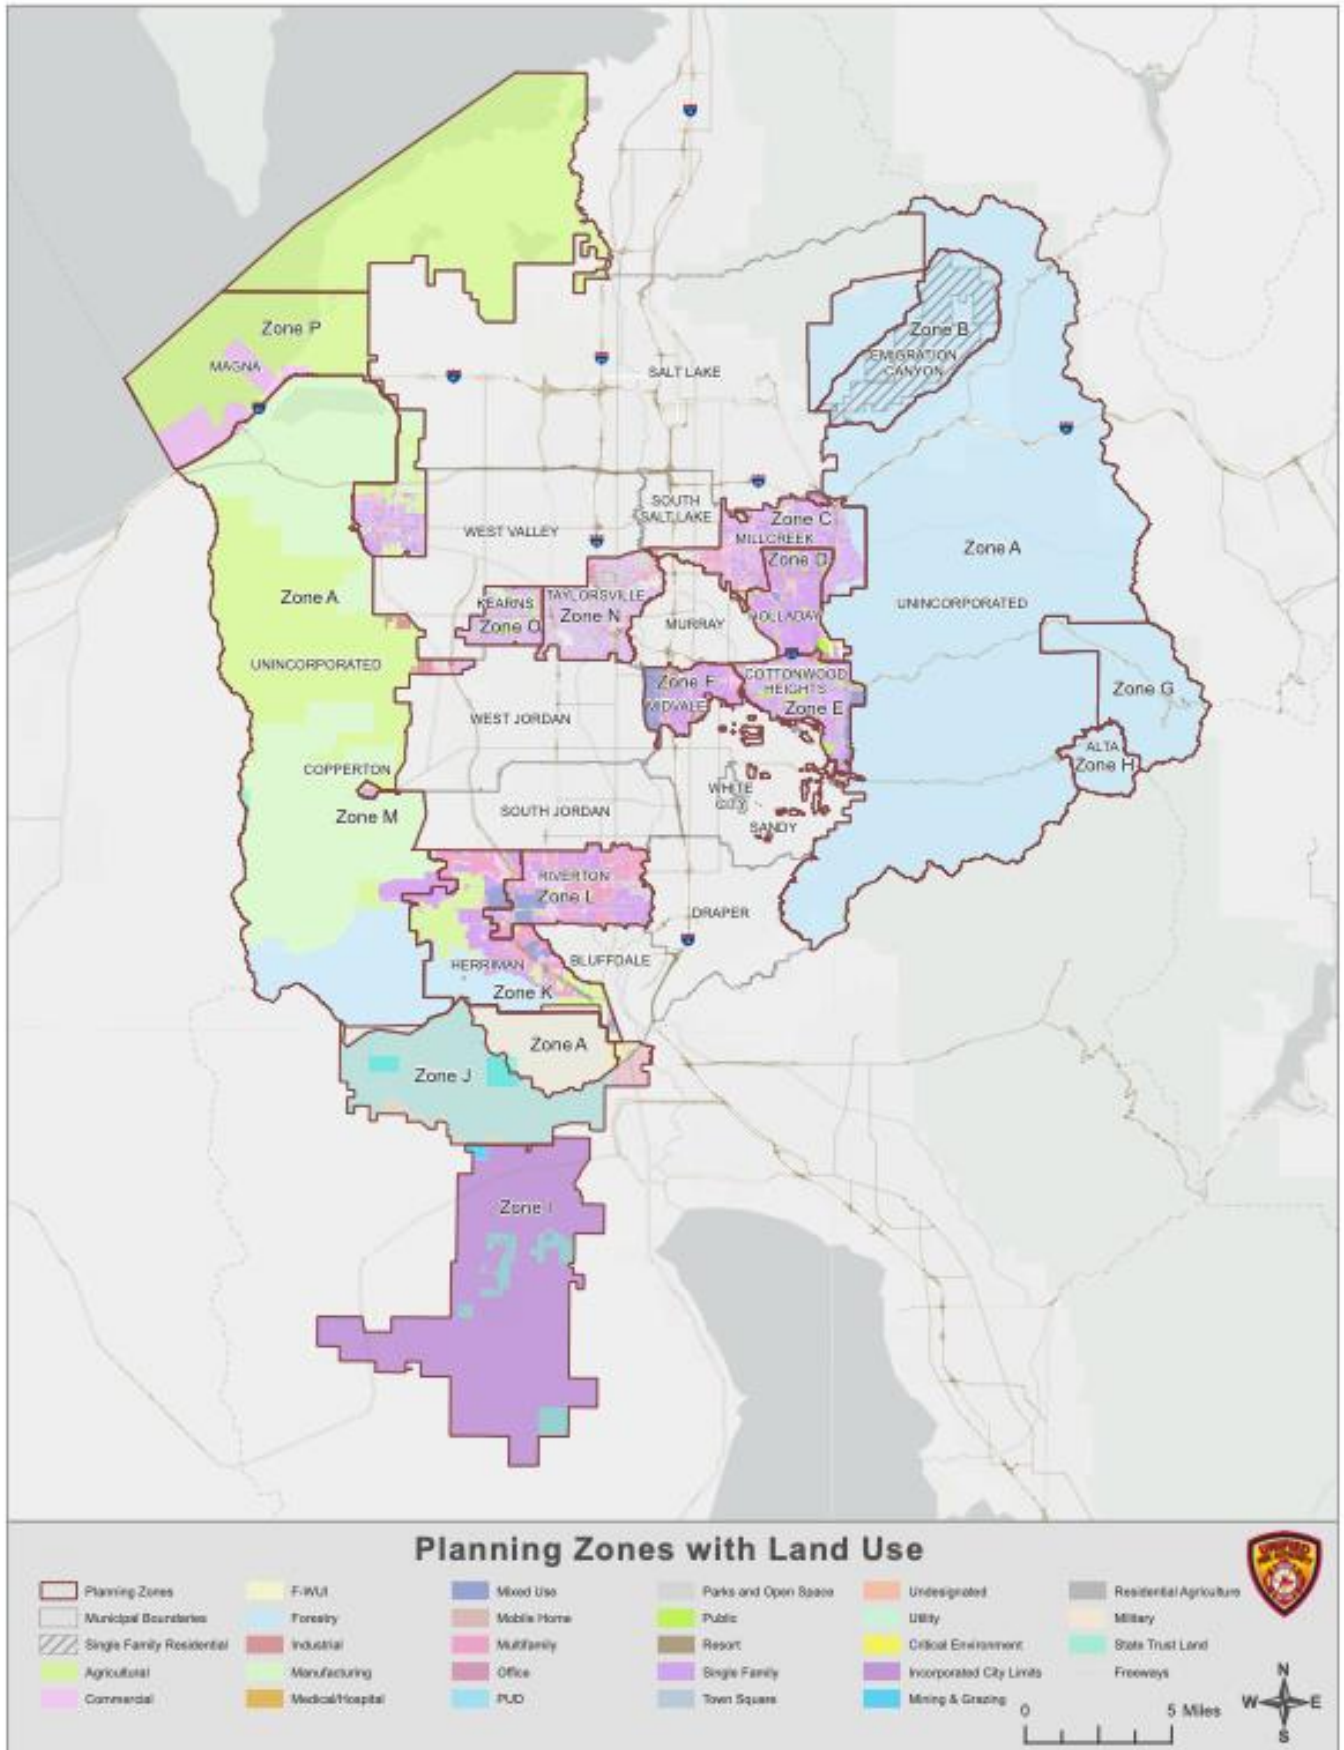 Zone P
MAGNA
SALT LAKE
Zone B
EMIGRATION
CANYON
SOUTH
SALT LAKE
WEST VALLEY
Zone C
MILLCREEK
Zone D
Zone A
UNINCORPORATED
Zone A
UNINCORPORATED
KEARNS
Zone O
TAYLORSVILLE
Zone N
MURRAY
HOLLADAY
Zone F
MIDVALE
COTTONWOOD
HEIGHTS
Zone E
Zone G
WEST JORDAN
ALTA
Zone H
COPPERTON
Zone M
SOUTH JORDAN
WHITE
CITY
SANDY
RIVERTON
Zone L
DRAPER
BLUFFDALE
HERRIMAN
Zone K
Zone A
Zone J
Zone I
Planning Zones with Land Use
Planning Zones
Municipal Boundaries
Single Family Residential
Agricultural
Commercial
F-WUI
Forestry
Industrial
Manufacturing
Medical/Hospital
Mixed Use
Mobile Home
Multifamily
Office
PUD
Parks and Open Space
Public
Resort
Single Family
Town Square
Undesignated
Utility
Critical Environment
Incorporated City Limits
Mining & Grazing
Residential Agriculture
Military
State Trust Land
Freeways
UNIFIED
N
W E
S
0 5 Miles